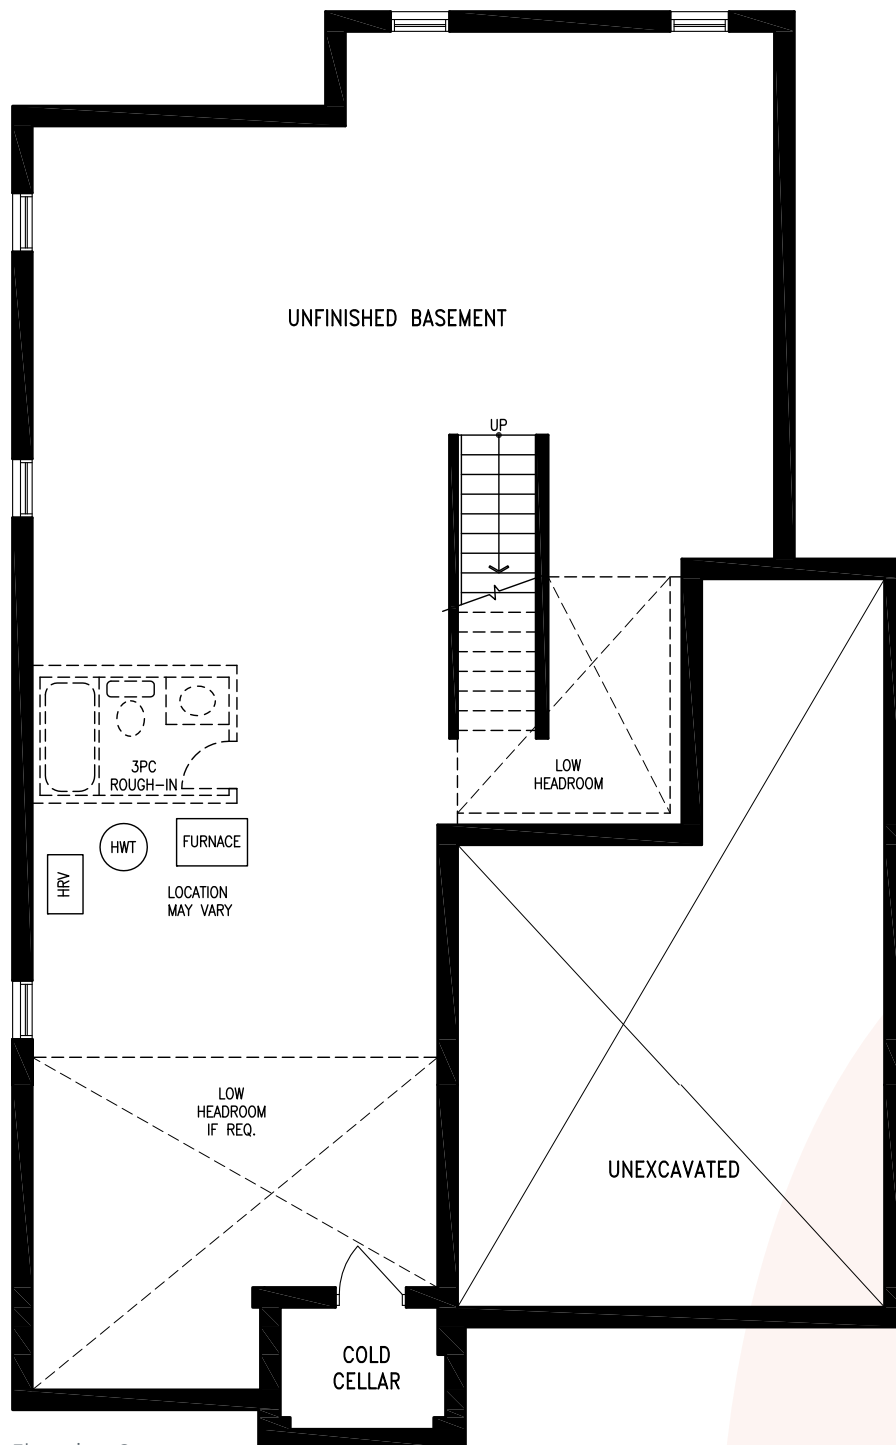 UNFINISHED BASEMENT
UP
3PC
ROUGH-IN
LOW
HEADROOM
HWT
FURNACE
HRV
LOCATION
MAY VARY
LOW
HEADROOM
IF REQ.
UNEXCAVATED
COLD
CELLAR